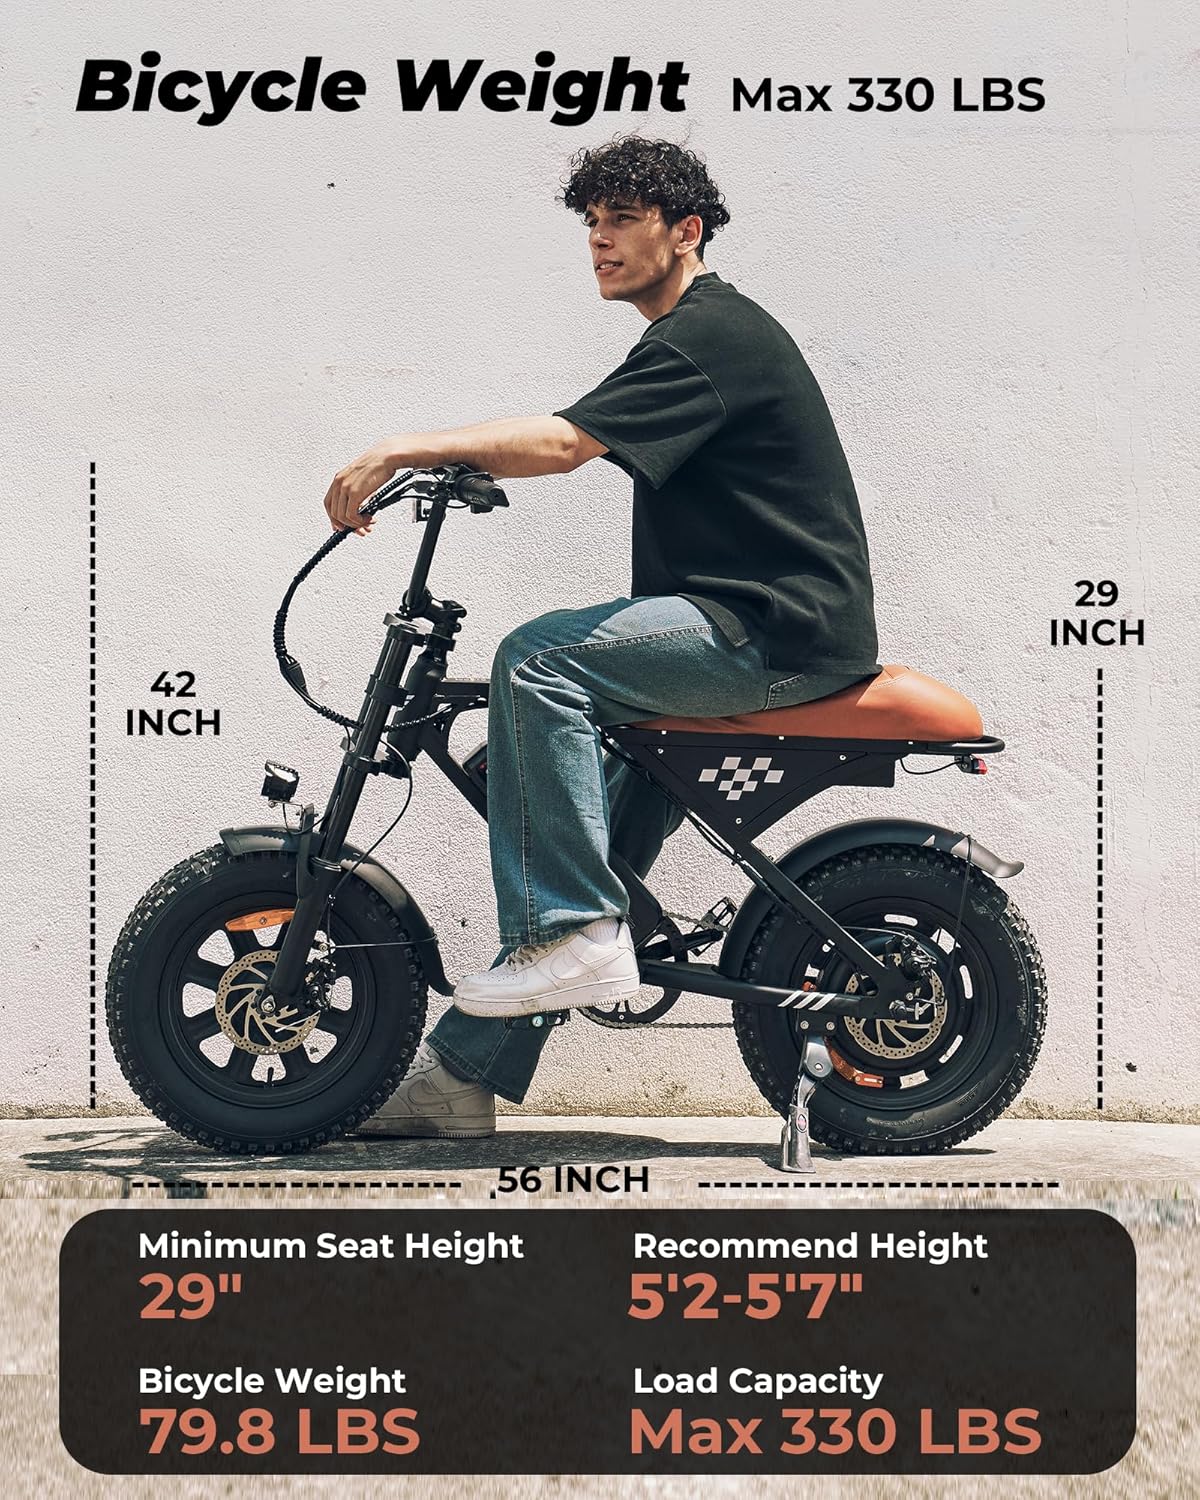 Bicycle Weight Max 330 LBS
29
INCH
42
INCH
56 INCH
Minimum Seat Height
29"
Recommend Height
5'2-5'7"
Bicycle Weight
79.8 LBS
Load Capacity
Max 330 LBS